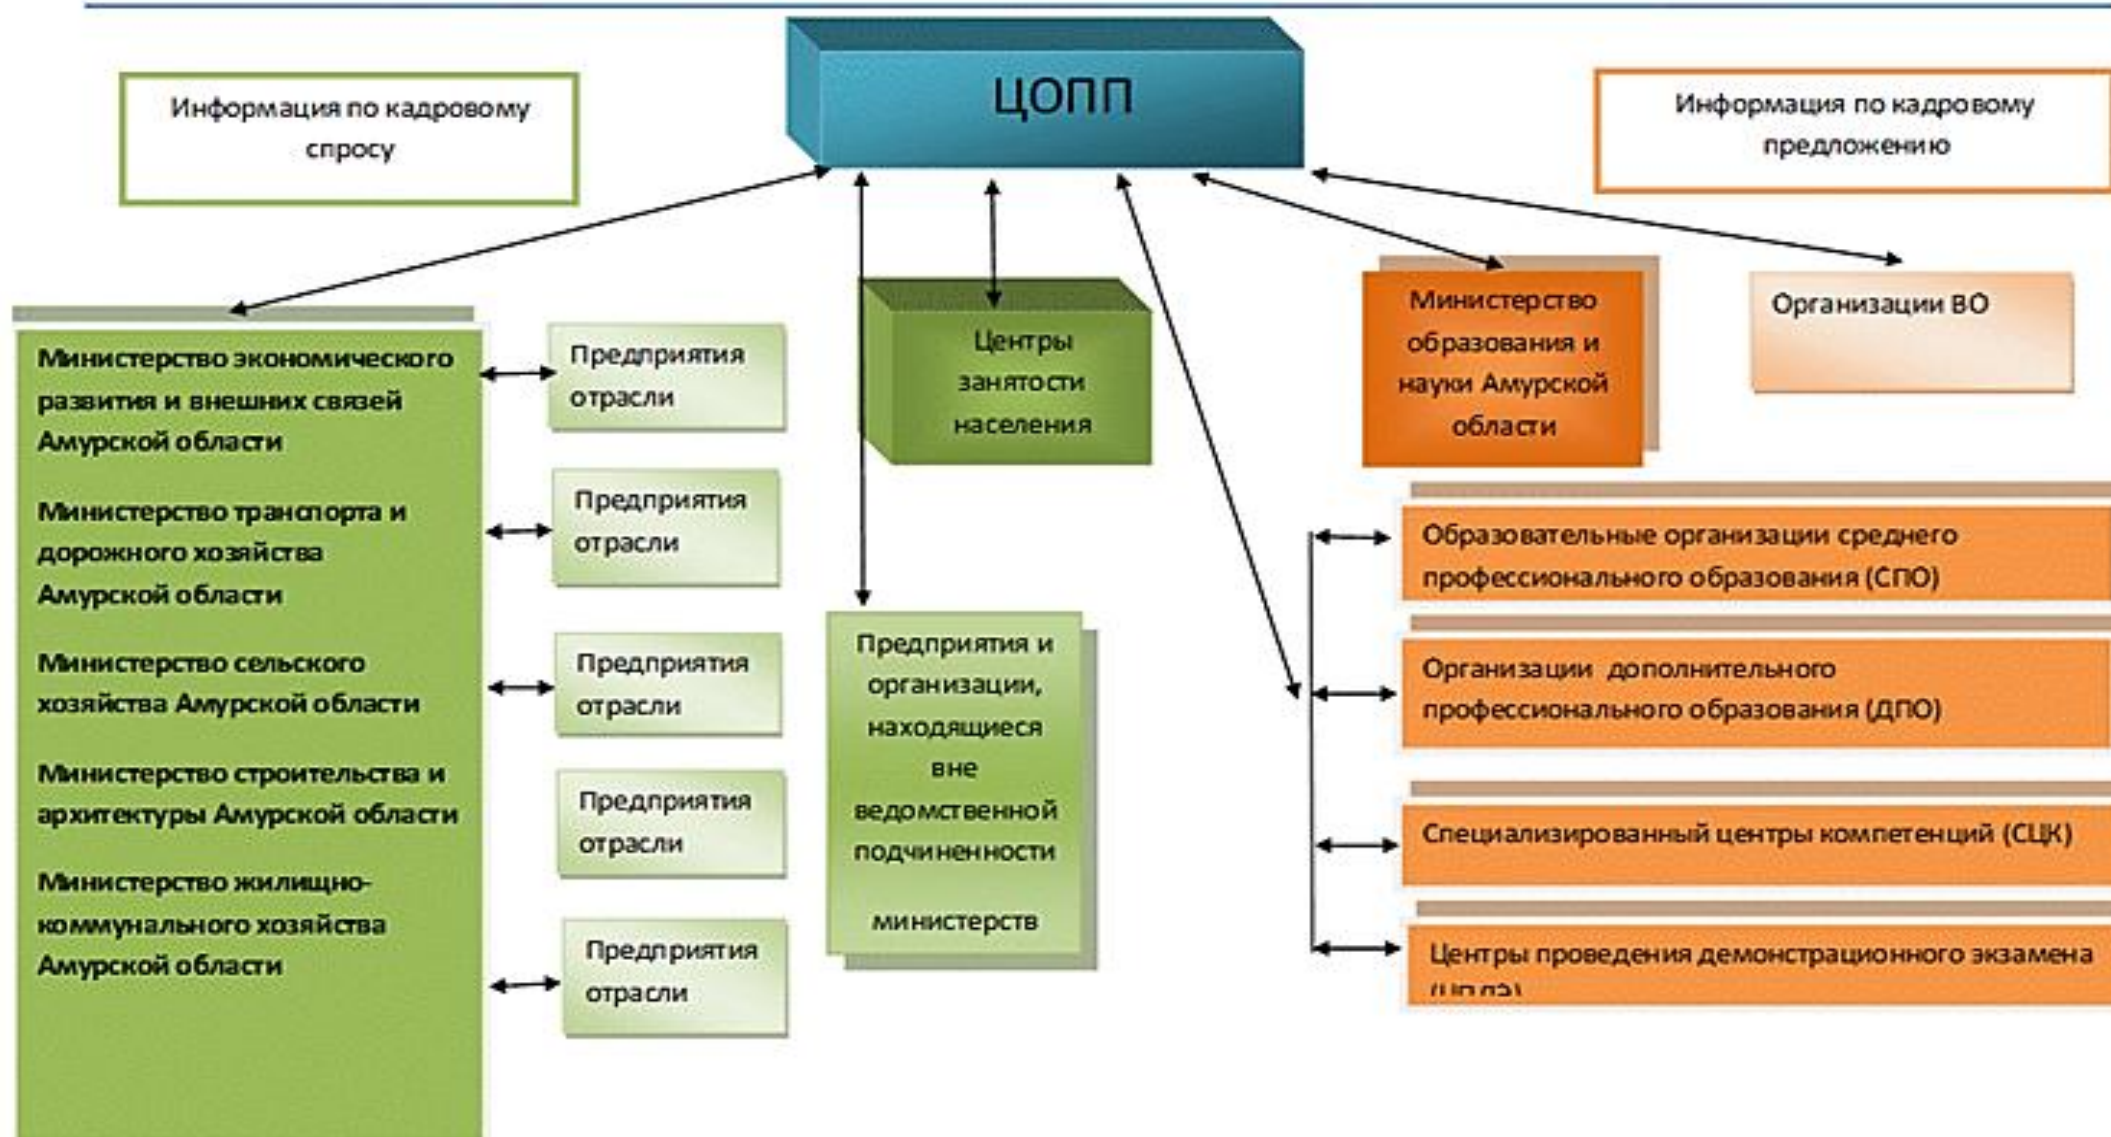 ЦОПП
Информация по кадровому
спросу
Информация по кадровому
предложению
Министерство экономического
развития и внешних связей
Амурской области
Министерство транспорта и
дорожного хозяйства
Амурской области
Министерство сельского
хозяйства Амурской области
Министерство строительства и
архитектуры Амурской области
Министерство жилищно-
коммунального хозяйства
Амурской области
Предприятия
отрасли
Предприятия
отрасли
Предприятия
отрасли
Предприятия
отрасли
Предприятия
отрасли
Центры
занятости
населения
Предприятия и
организации,
находящиеся
вне
ведомственной
подчиненности
министерств
Министерство
образования и
науки Амурской
области
Организации ВО
Образовательные организации среднего
профессионального образования (СПО)
Организации дополнительного
профессионального образования (ДПО)
Специализированный центры компетенций (СЦК)
Центры проведения демонстрационного экзамена